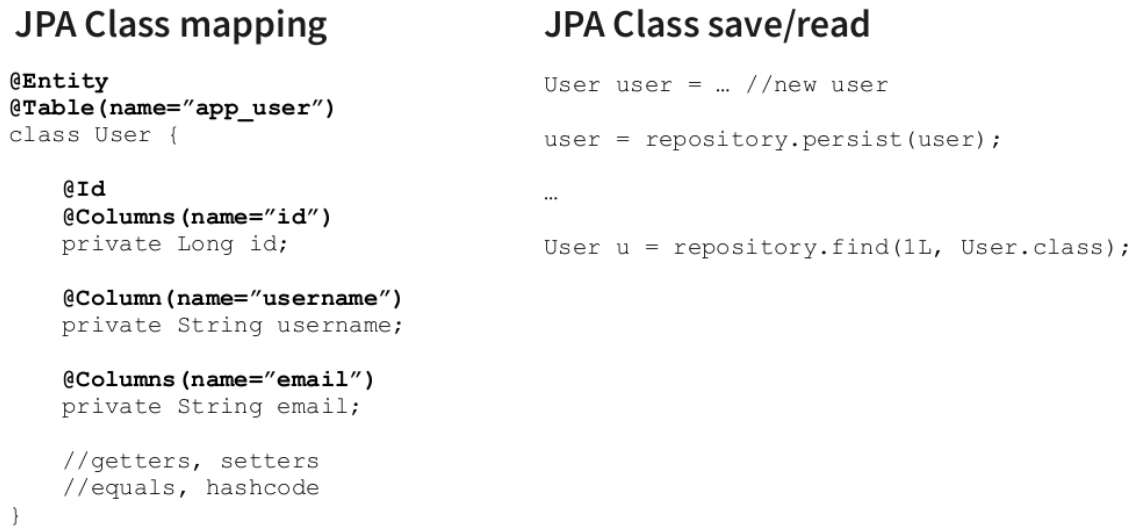 JPA Class mapping
@Entity
@Table(name=”app_user”)
class User {
@Id
@Columns(name=”id”)
private Long id;
@Column(name=”username”)
private String username;
@Columns(name=”email”)
private String email;
//getters, setters
//equals, hashcode
}
JPA Class save/read
User user = … //new user
user = repository.persist(user);
…
User u = repository.find(1L, User.class);